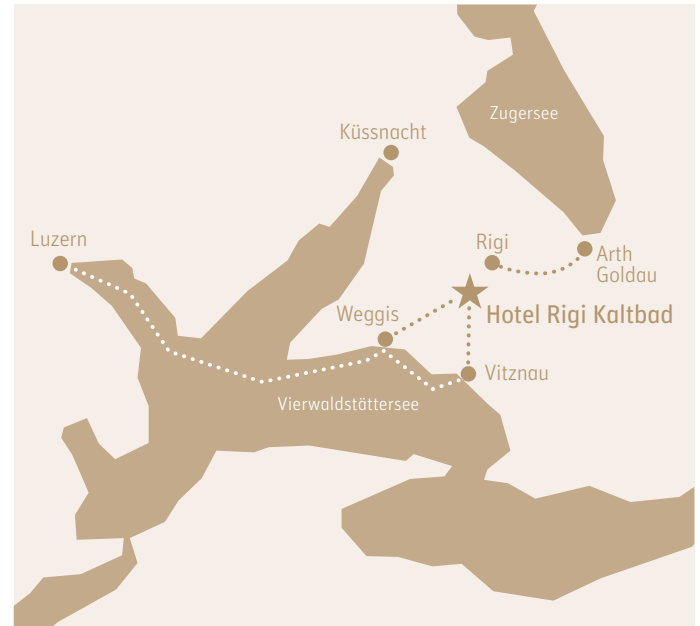 Zugersee
Küssnacht
Luzern
Rigi
Arth
Goldau
Weggis
Hotel Rigi Kaltbad
Vitznau
Vierwaldstättersee